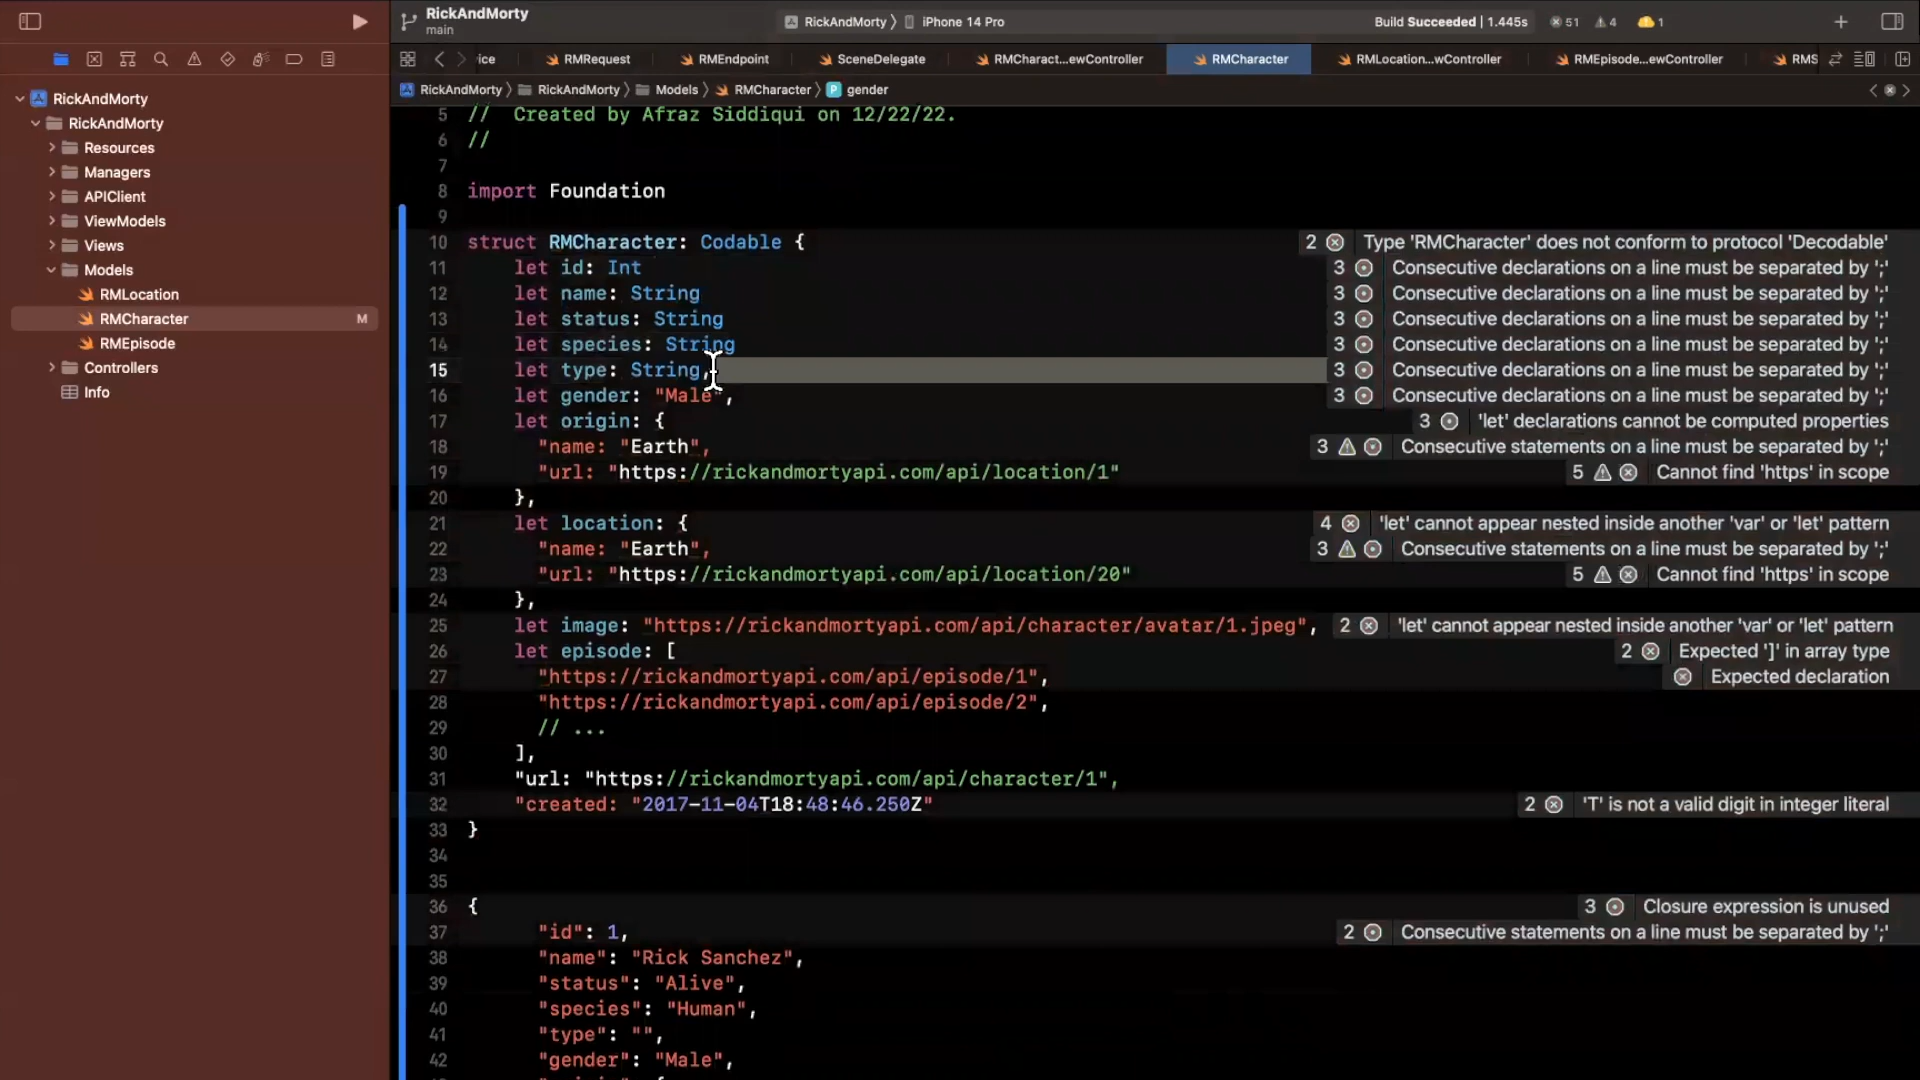 RickAndMorty
main
RickAndMorty
iPhone 14 Pro
Build Succeeded | 1.445s
51
4
1
ice
RMRequest
RMEndpoint
SceneDelegate
RMCharact...ewController
RMCharacter
RMLocation...wController
RMEpisode...ewController
RMS
RickAndMorty
RickAndMorty
Models
RMCharacter
P
gender
RickAndMorty
RickAndMorty
Resources
Managers
APIClient
ViewModels
Views
Models
RMLocation
RMCharacter M
RMEpisode
Controllers
Info
5 //  Created by Afraz Siddiqui on 12/22/22.
6 //
7
8 import Foundation
9
10 struct RMCharacter: Codable { 2 Type 'RMCharacter' does not conform to protocol 'Decodable'
11 let id: Int 3 Consecutive declarations on a line must be separated by ';'
12 let name: String 3 Consecutive declarations on a line must be separated by ';'
13 let status: String 3 Consecutive declarations on a line must be separated by ';'
14 let species: String 3 Consecutive declarations on a line must be separated by ';'
15 let type: String, 3 Consecutive declarations on a line must be separated by ';'
16 let gender: "Male", 3 Consecutive declarations on a line must be separated by ';'
17 let origin: { 3 'let' declarations cannot be computed properties
18 "name: "Earth", 3 Consecutive statements on a line must be separated by ';'
19 "url: "https://rickandmortyapi.com/api/location/1" 5 Cannot find 'https' in scope
20 },
21 let location: { 4 'let' cannot appear nested inside another 'var' or 'let' pattern
22 "name: "Earth", 3 Consecutive statements on a line must be separated by ';'
23 "url: "https://rickandmortyapi.com/api/location/20" 5 Cannot find 'https' in scope
24 },
25 let image: "https://rickandmortyapi.com/api/character/avatar/1.jpeg", 2 'let' cannot appear nested inside another 'var' or 'let' pattern
26 let episode: [ 2 Expected ']' in array type
27 "https://rickandmortyapi.com/api/episode/1", Expected declaration
28 "https://rickandmortyapi.com/api/episode/2",
29 // ...
30 ],
31 "url: "https://rickandmortyapi.com/api/character/1",
32 "created: "2017-11-04T18:48:46.250Z" 2 'T' is not a valid digit in integer literal
33 }
34
35
36 { 3 Closure expression is unused
37 "id": 1, 2 Consecutive statements on a line must be separated by ';'
38 "name": "Rick Sanchez",
39 "status": "Alive",
40 "species": "Human",
41 "type": "",
42 "gender": "Male",